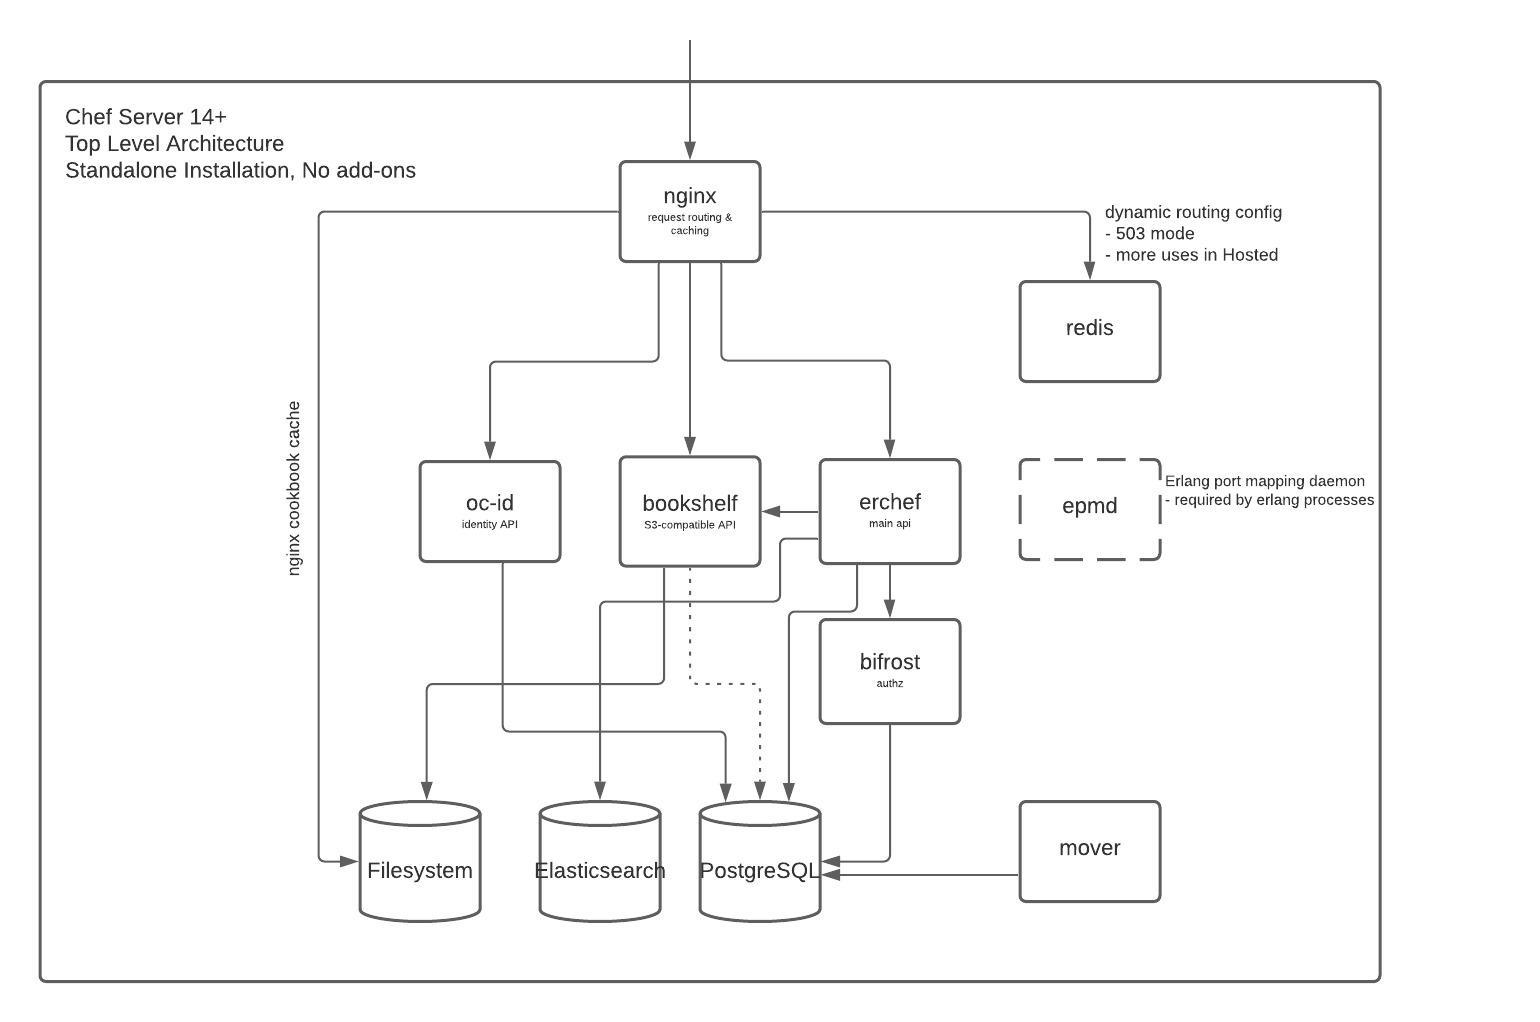 Chef Server 14+
Top Level Architecture
Standalone Installation, No add-ons
nginx
request routing &
caching
dynamic routing config
- 503 mode
- more uses in Hosted
redis
nginx cookbook cache
oc-id
identity API
bookshelf
S3-compatible API
erchef
main api
epmd
Erlang port mapping daemon
- required by erlang processes
bifrost
authz
Filesystem
Elasticsearch
PostgreSQL
mover